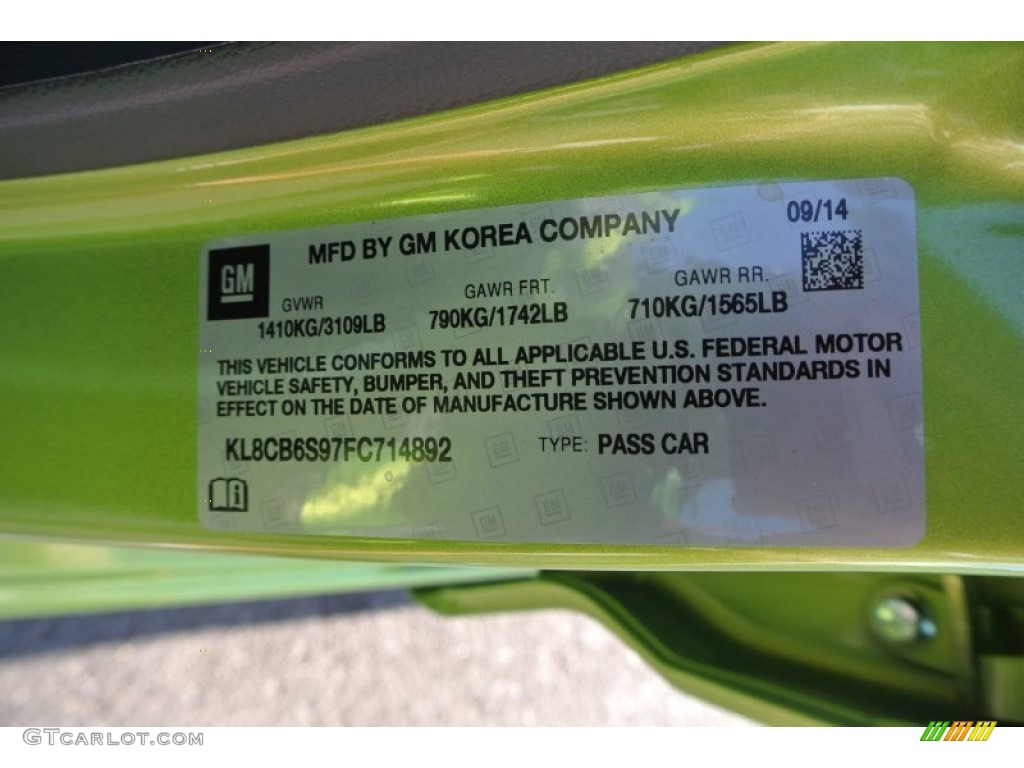 MFD BY GM KOREA COMPANY
09/14
GM
GVWR GAWR FRT. GAWR RR.
1410KG/3109LB 790KG/1742LB 710KG/1565LB
THIS VEHICLE CONFORMS TO ALL APPLICABLE U.S. FEDERAL MOTOR
VEHICLE SAFETY, BUMPER, AND THEFT PREVENTION STANDARDS IN
EFFECT ON THE DATE OF MANUFACTURE SHOWN ABOVE.
KL8CB6S97FC714892 TYPE: PASS CAR
GTCARLOT.COM